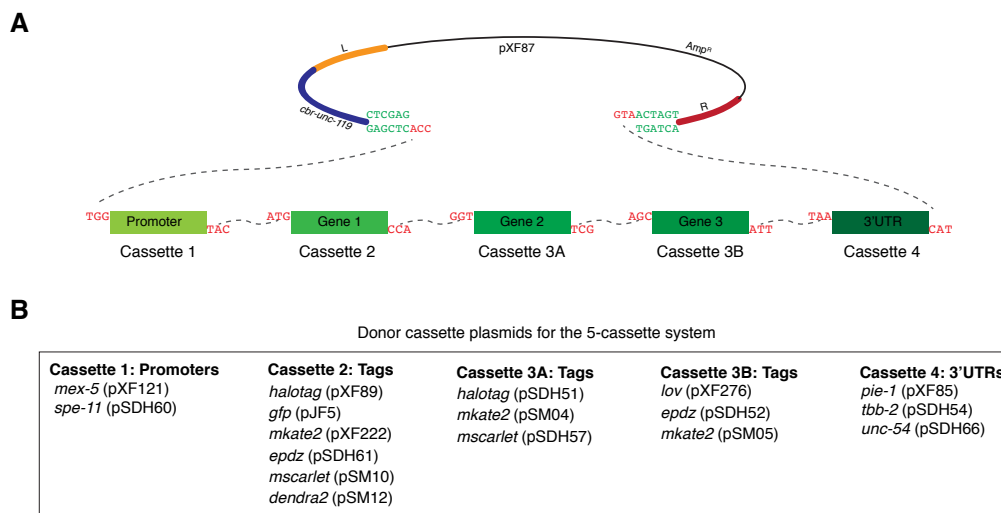 A
L
pXF87
Amp^R
cbr-unc-119
R
CTCGAG
GAGCTCACC
GTAACTAGT
TGATCA
TGG Promoter TAC
ATG Gene 1 CCA
GGT Gene 2 TCG
AGC Gene 3 ATT
TAA 3'UTR CAT
Cassette 1
Cassette 2
Cassette 3A
Cassette 3B
Cassette 4
B
Donor cassette plasmids for the 5-cassette system
Cassette 1: Promoters
mex-5 (pXF121)
spe-11 (pSDH60)
Cassette 2: Tags
halotag (pXF89)
gfp (pJF5)
mkate2 (pXF222)
epdz (pSDH61)
mscarlet (pSM10)
dendra2 (pSM12)
Cassette 3A: Tags
halotag (pSDH51)
mkate2 (pSM04)
mscarlet (pSDH57)
Cassette 3B: Tags
lov (pXF276)
epdz (pSDH52)
mkate2 (pSM05)
Cassette 4: 3'UTRs
pie-1 (pXF85)
tbb-2 (pSDH54)
unc-54 (pSDH66)